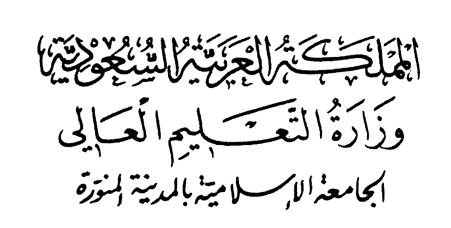 المملكة العربية السعودية
وزارة التعليم العالي
الجامعة الإسلامية بالمدينة المنورة